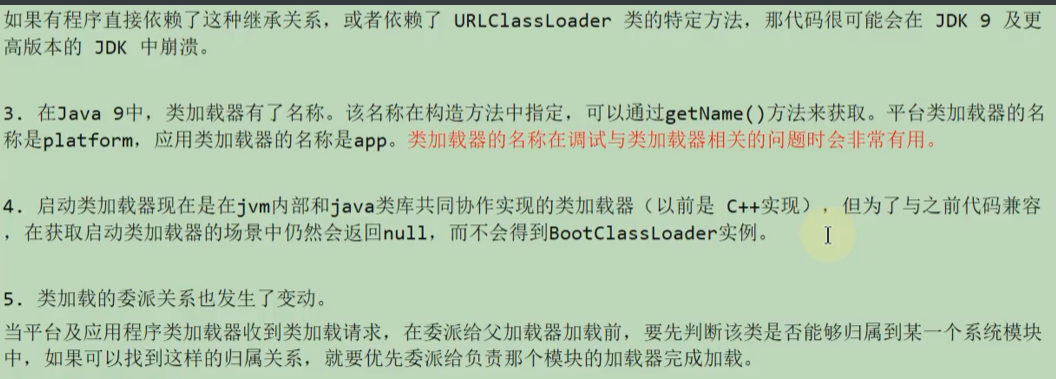 如果有程序直接依赖了这种继承关系，或者依赖了 URLClassLoader 类的特定方法，那代码很可能会在 JDK 9 及更
高版本的 JDK 中崩溃。
3. 在Java 9中，类加载器有了名称。该名称在构造方法中指定，可以通过getName()方法来获取。平台类加载器的名
称是platform，应用类加载器的名称是app。类加载器的名称在调试与类加载器相关的问题时会非常有用。
4. 启动类加载器现在是在jvm内部和java类库共同协作实现的类加载器（以前是 C++实现），但为了与之前代码兼容
，在获取启动类加载器的场景中仍然会返回null，而不会得到BootClassLoader实例。
5. 类加载的委派关系也发生了变动。
当平台及应用程序类加载器收到类加载请求，在委派给父加载器加载前，要先判断该类是否能够归属到某一个系统模块
中，如果可以找到这样的归属关系，就要优先委派给负责那个模块的加载器完成加载。